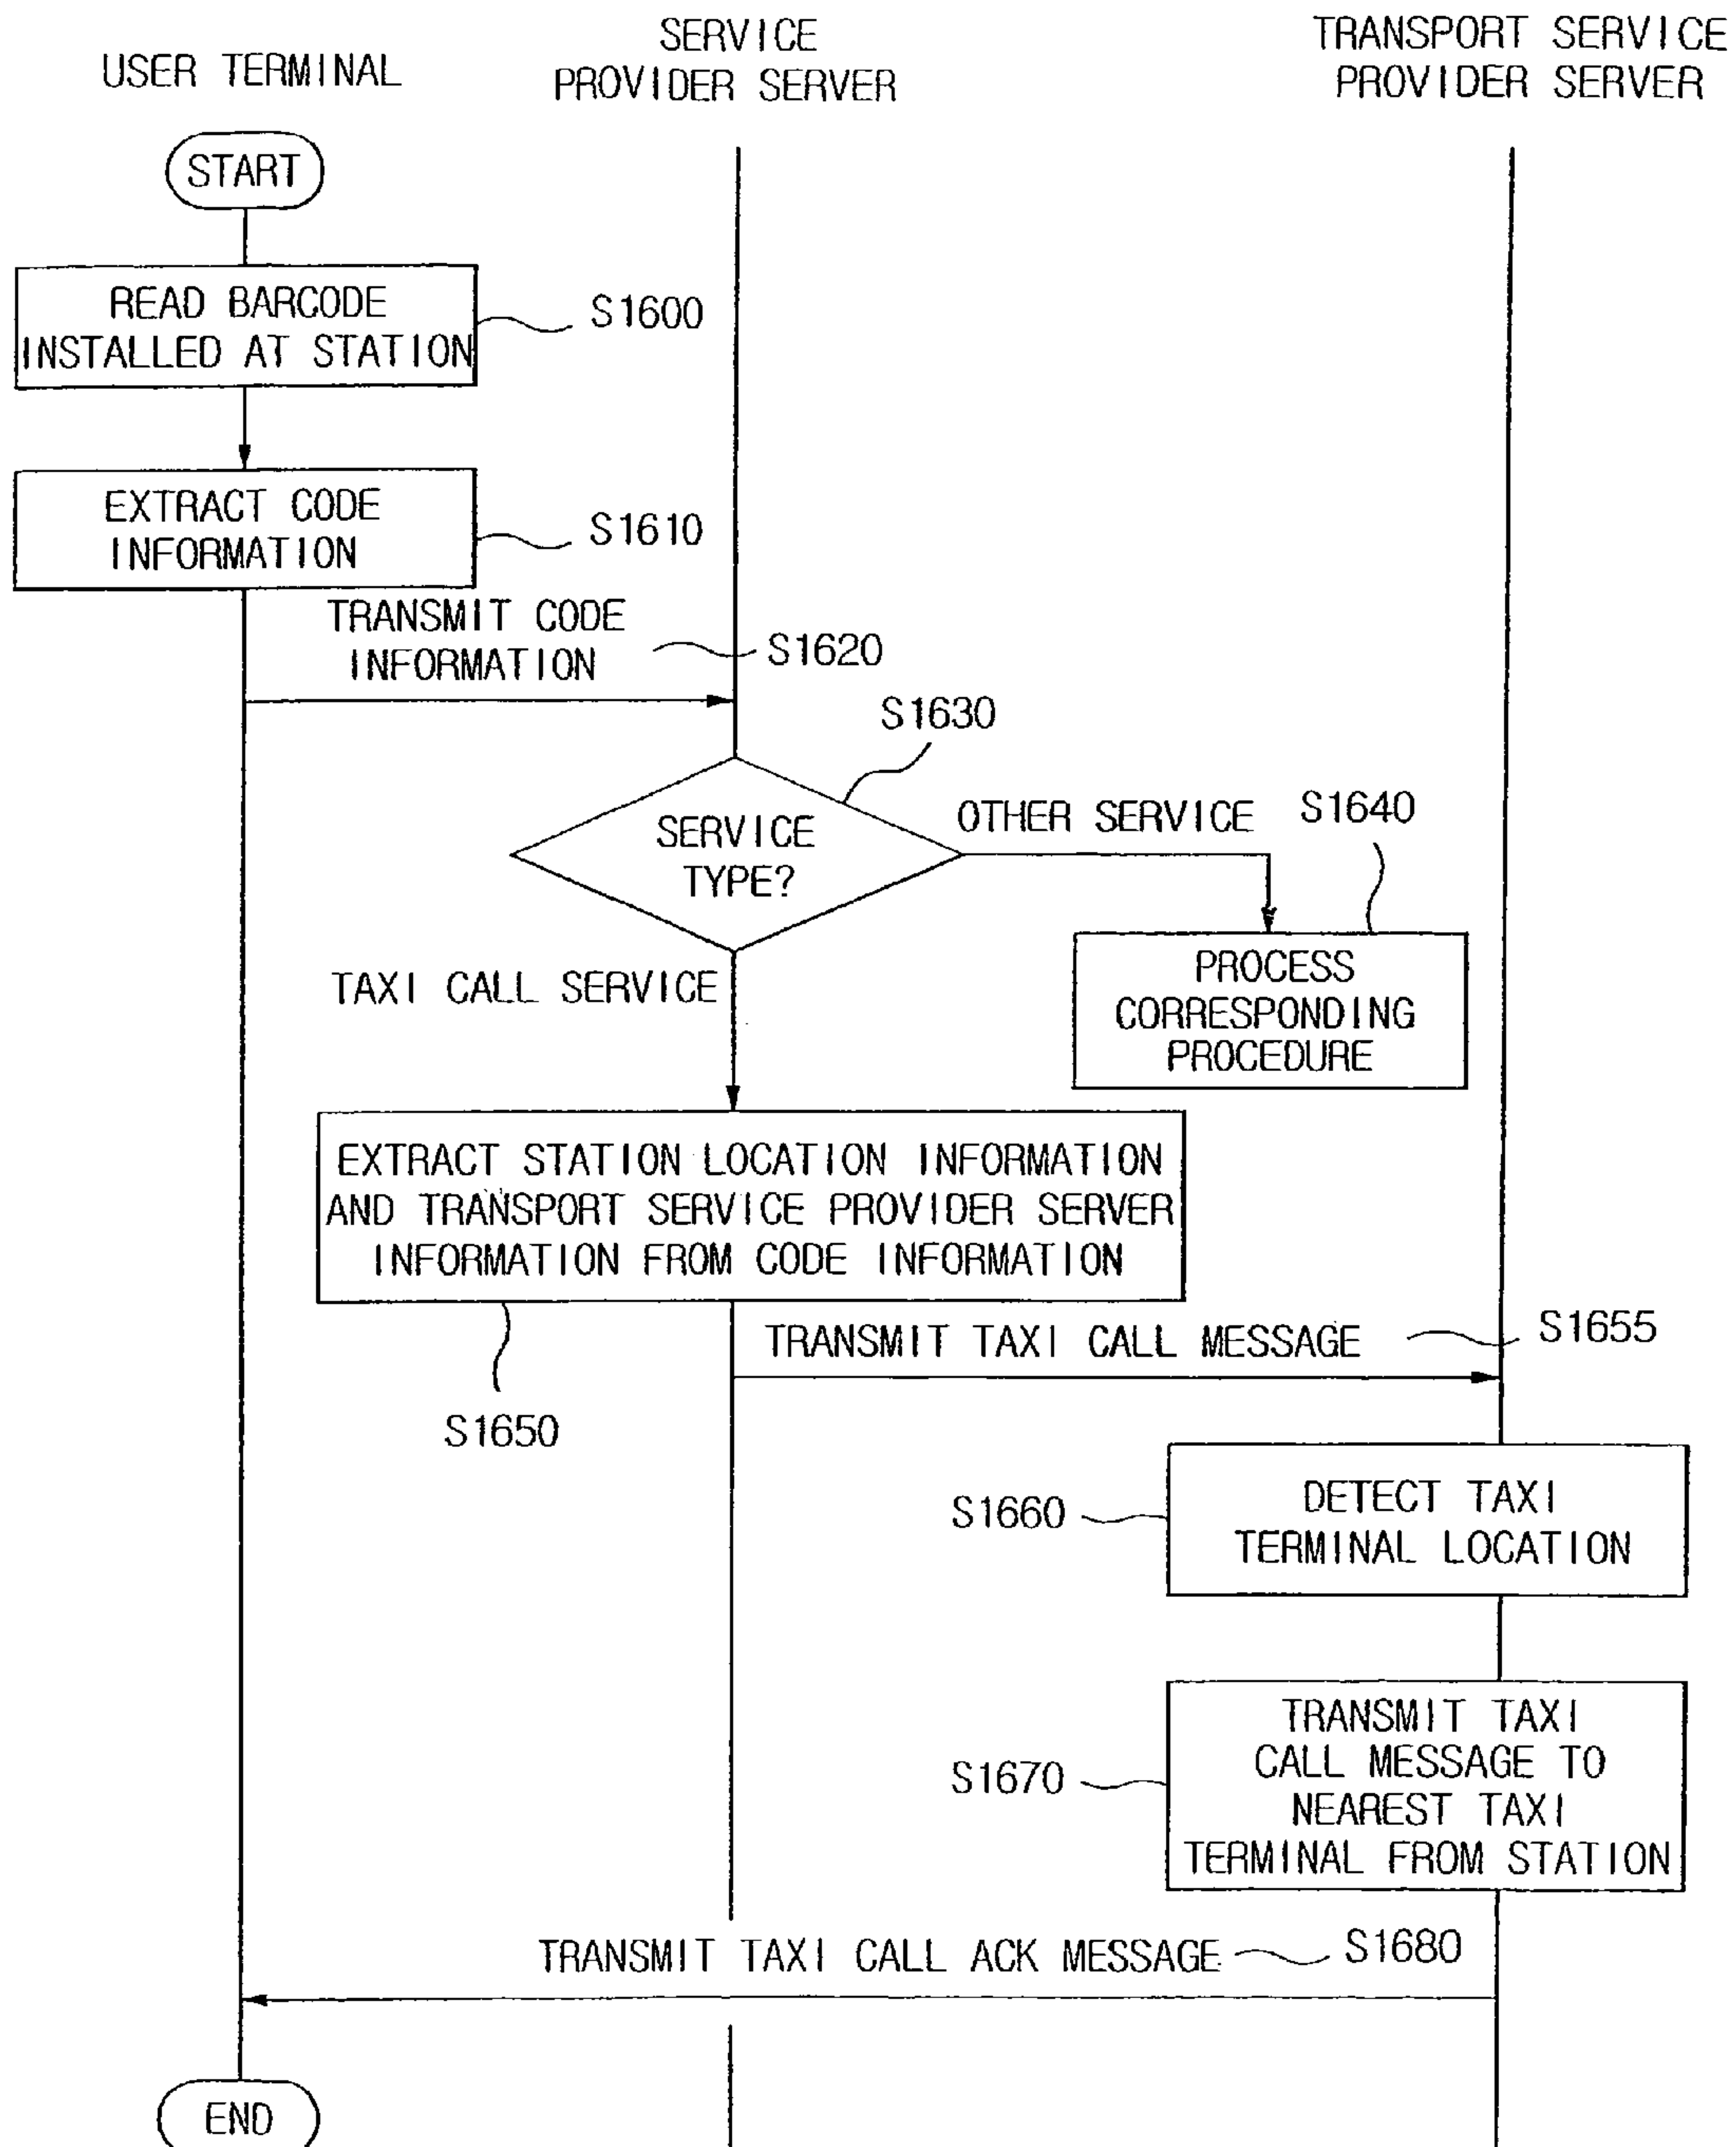 USER TERMINAL
SERVICE
PROVIDER SERVER
TRANSPORT SERVICE
PROVIDER SERVER
START
READ BARCODE
INSTALLED AT STATION
S1600
EXTRACT CODE
INFORMATION
S1610
TRANSMIT CODE
INFORMATION
S1620
S1630
SERVICE
TYPE?
OTHER SERVICE
S1640
PROCESS
CORRESPONDING
PROCEDURE
TAXI CALL SERVICE
EXTRACT STATION LOCATION INFORMATION
AND TRANSPORT SERVICE PROVIDER SERVER
INFORMATION FROM CODE INFORMATION
S1650
TRANSMIT TAXI CALL MESSAGE
S1655
S1660
DETECT TAXI
TERMINAL LOCATION
S1670
TRANSMIT TAXI
CALL MESSAGE TO
NEAREST TAXI
TERMINAL FROM STATION
TRANSMIT TAXI CALL ACK MESSAGE
S1680
END